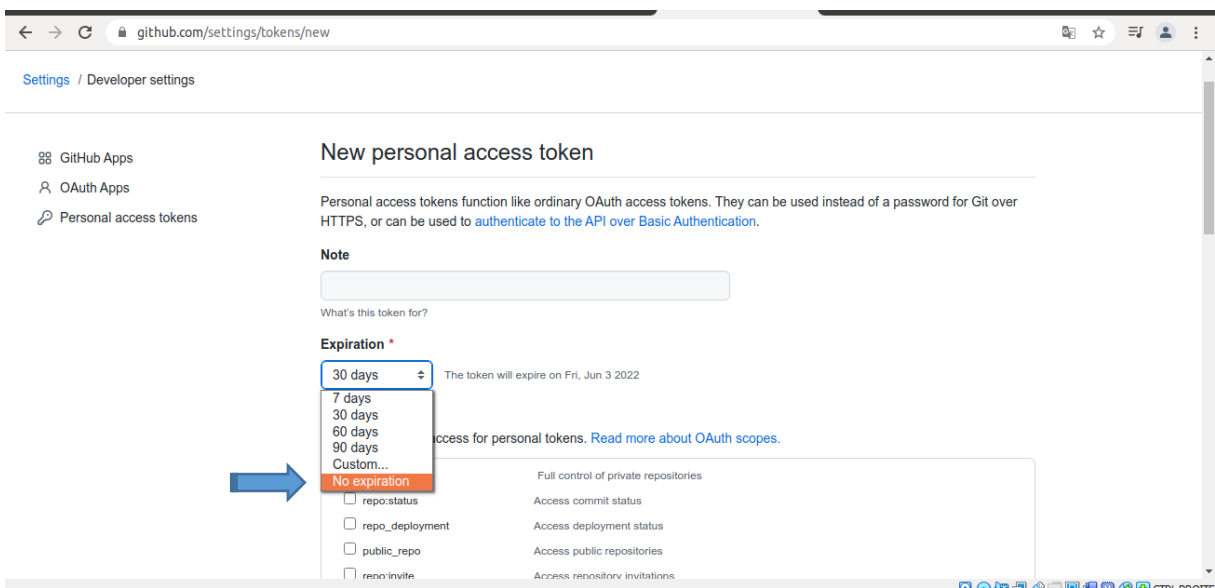 github.com/settings/tokens/new
Settings / Developer settings
GitHub Apps
OAuth Apps
Personal access tokens
New personal access token
Personal access tokens function like ordinary OAuth access tokens. They can be used instead of a password for Git over
HTTPS, or can be used to authenticate to the API over Basic Authentication.
Note
What's this token for?
Expiration *
30 days The token will expire on Fri, Jun 3 2022
7 days
30 days
60 days
90 days
Custom...
No expiration
access for personal tokens. Read more about OAuth scopes.
Full control of private repositories
repo:status Access commit status
repo_deployment Access deployment status
public_repo Access public repositories
repo:invite Access repository invitations
CTRL DROITE